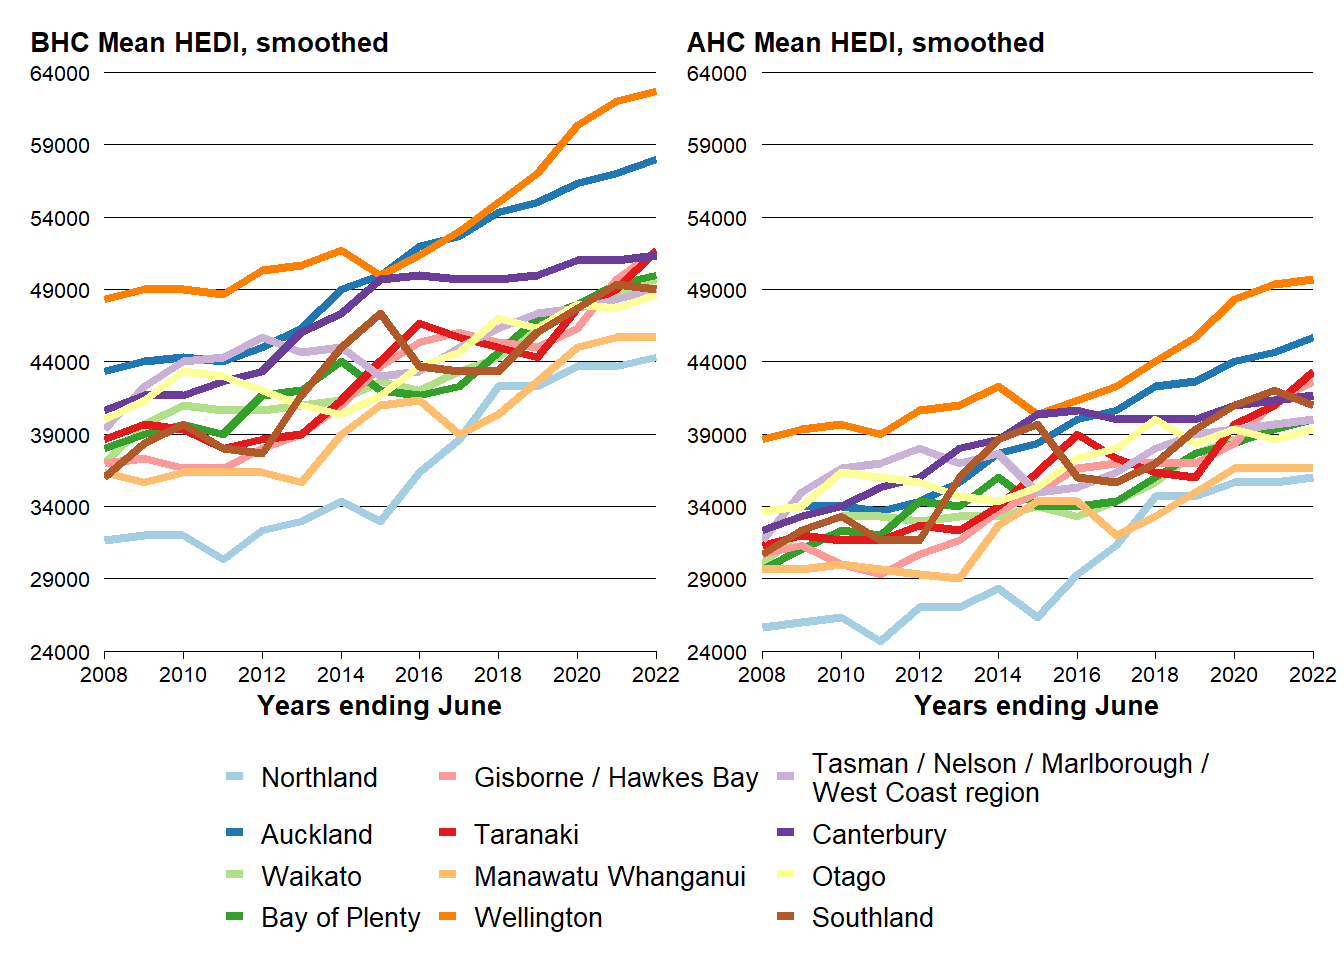 BHC Mean HEDI, smoothed
64000
59000
54000
49000
44000
39000
34000
29000
24000
2008 2010 2012 2014 2016 2018 2020 2022
Years ending June
AHC Mean HEDI, smoothed
64000
59000
54000
49000
44000
39000
34000
29000
24000
2008 2010 2012 2014 2016 2018 2020 2022
Years ending June
Northland
Auckland
Waikato
Bay of Plenty
Gisborne / Hawkes Bay
Taranaki
Manawatu Whanganui
Wellington
Tasman / Nelson / Marlborough /
West Coast region
Canterbury
Otago
Southland